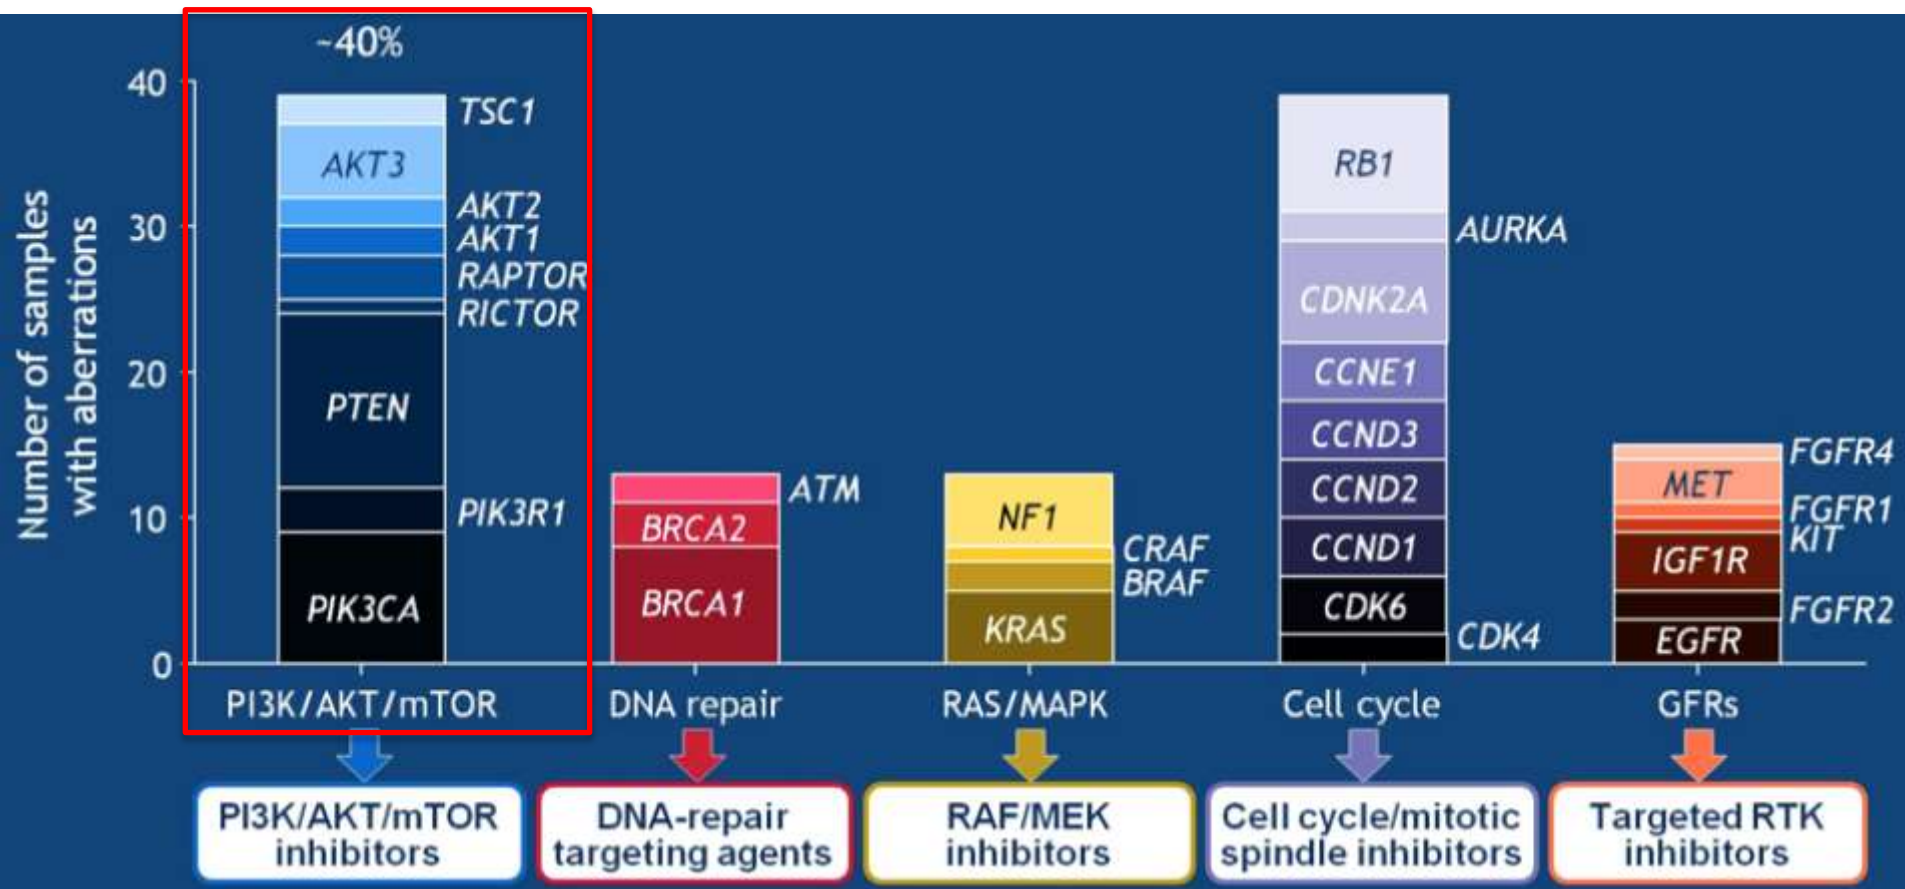 ~40%
Number of samples
with aberrations
40
30
20
10
0
TSC1
AKT3
AKT2
AKT1
RAPTOR
RICTOR
PTEN
PIK3R1
PIK3CA
ATM
BRCA2
BRCA1
NF1
CRAF
BRAF
KRAS
RB1
AURKA
CDNK2A
CCNE1
CCND3
CCND2
CCND1
CDK6
CDK4
FGFR4
MET
FGFR1
KIT
IGF1R
FGFR2
EGFR
PI3K/AKT/mTOR
DNA repair
RAS/MAPK
Cell cycle
GFRs
PI3K/AKT/mTOR
inhibitors
DNA-repair
targeting agents
RAF/MEK
inhibitors
Cell cycle/mitotic
spindle inhibitors
Targeted RTK
inhibitors